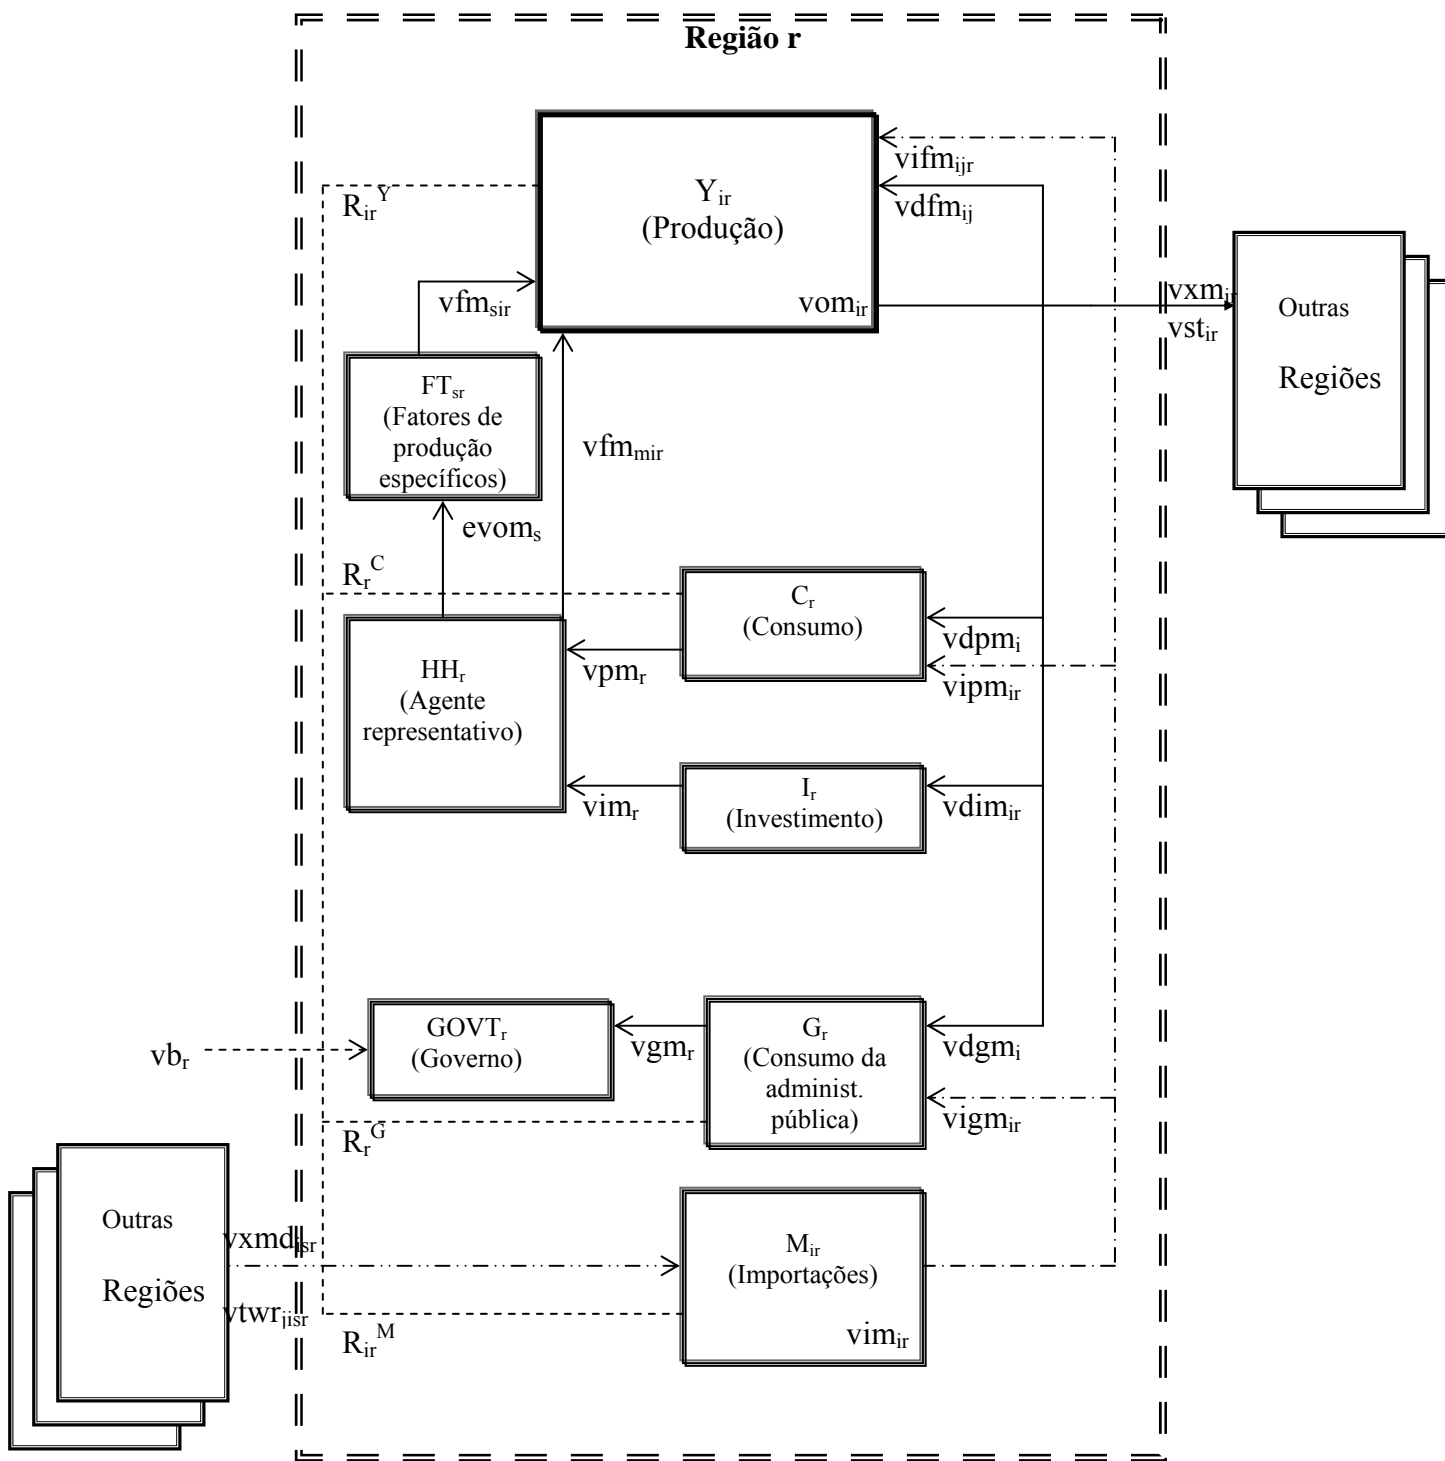 Região r
Y_ir
(Produção)
vifm_ijr
vdfm_ij
R_ir^Y
vfm_sir
vom_ir
vxm_ir
vst_ir
Outras
Regiões
FT_sr
(Fatores de
produção
específicos)
vfm_mir
evom_s
R_r^C
C_r
(Consumo)
vdpm_i
vipm_ir
vpm_r
HH_r
(Agente
representativo)
vim_r
I_r
(Investimento)
vdim_ir
GOVT_r
(Governo)
vb_r
vgm_r
G_r
(Consumo da
administ.
pública)
vdgm_i
vigm_ir
R_r^G
Outras
Regiões
vxmd_isr
vtwr_jisr
M_ir
(Importações)
vim_ir
R_ir^M